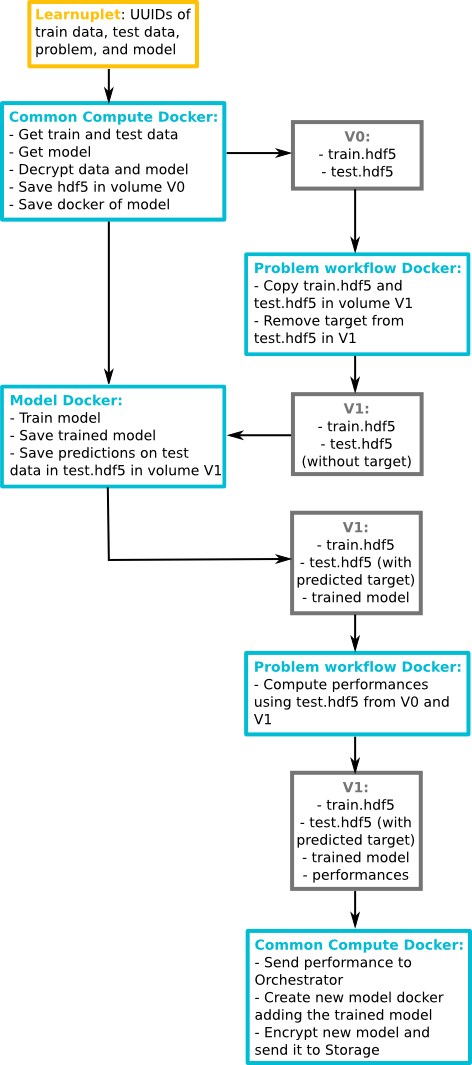 Learnuplet: UUIDs of
train data, test data,
problem, and model
Common Compute Docker:
- Get train and test data
- Get model
- Decrypt data and model
- Save hdf5 in volume V0
- Save docker of model
V0:
- train.hdf5
- test.hdf5
Problem workflow Docker:
- Copy train.hdf5 and
test.hdf5 in volume V1
- Remove target from
test.hdf5 in V1
Model Docker:
- Train model
- Save trained model
- Save predictions on test
data in test.hdf5 in volume V1
V1:
- train.hdf5
- test.hdf5
(without target)
V1:
- train.hdf5
- test.hdf5 (with
predicted target)
- trained model
Problem workflow Docker:
- Compute performances
using test.hdf5 from V0 and
V1
V1:
- train.hdf5
- test.hdf5 (with
predicted target)
- trained model
- performances
Common Compute Docker:
- Send performance to
Orchestrator
- Create new model docker
adding the trained model
- Encrypt new model and
send it to Storage